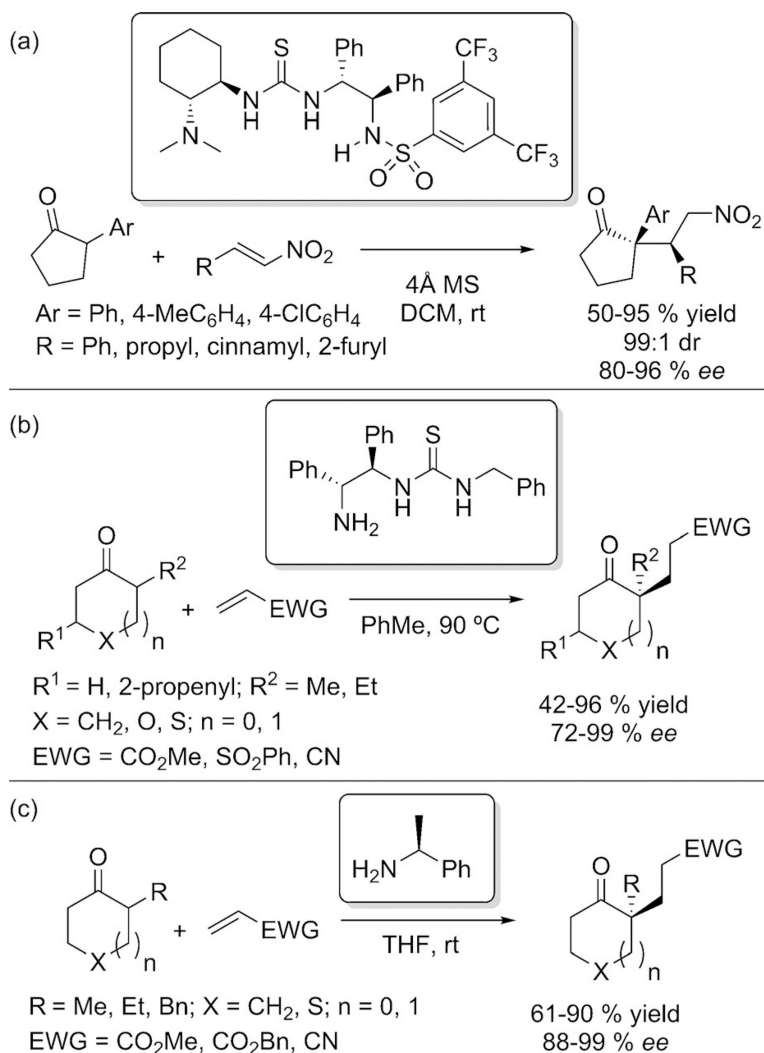 (a)
Ph
CF₃
S
Ph
N
H
N
H
N
H
N
S
O
O
CF₃
O
Ar
+
R
NO₂
4Å MS
DCM, rt
O
Ar
NO₂
R
Ar = Ph, 4-MeC₆H₄, 4-ClC₆H₄
R = Ph, propyl, cinnamyl, 2-furyl
50-95 % yield
99:1 dr
80-96 % ee
(b)
Ph
S
Ph
N
H
N
H
Ph
NH₂
O
R²
R¹
X
( )n
+
EWG
PhMe, 90 ºC
EWG
O
R²
R¹
X
( )n
R¹ = H, 2-propenyl; R² = Me, Et
X = CH₂, O, S; n = 0, 1
EWG = CO₂Me, SO₂Ph, CN
42-96 % yield
72-99 % ee
(c)
H₂N
Ph
O
R
X
( )n
+
EWG
THF, rt
EWG
O
R
X
( )n
R = Me, Et, Bn; X = CH₂, S; n = 0, 1
EWG = CO₂Me, CO₂Bn, CN
61-90 % yield
88-99 % ee